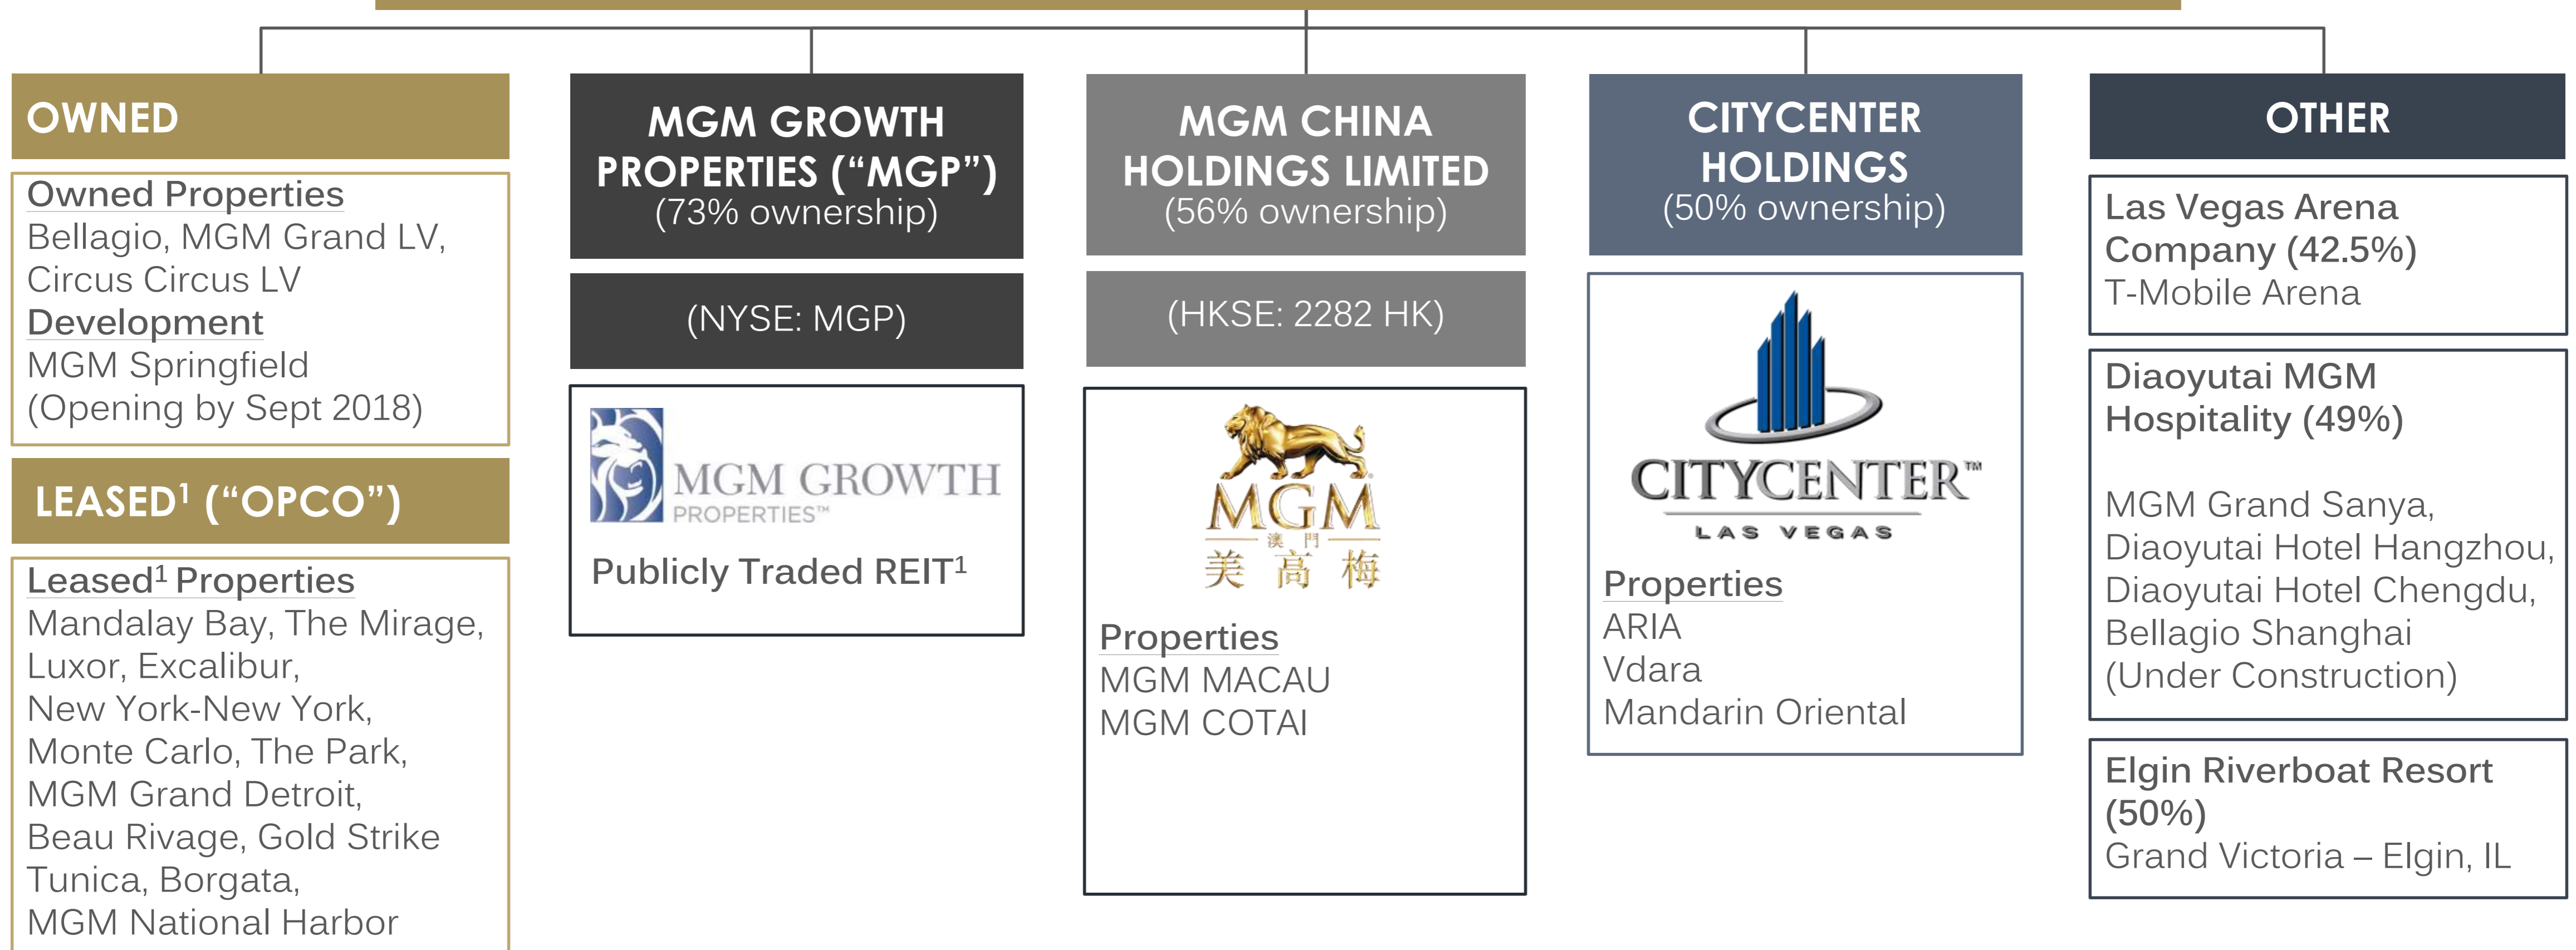 OWNED
Owned Properties
Bellagio, MGM Grand LV,
Circus Circus LV
Development
MGM Springfield
(Opening by Sept 2018)
LEASED¹ (“OPCO”)
Leased¹ Properties
Mandalay Bay, The Mirage,
Luxor, Excalibur,
New York-New York,
Monte Carlo, The Park,
MGM Grand Detroit,
Beau Rivage, Gold Strike
Tunica, Borgata,
MGM National Harbor
MGM GROWTH
PROPERTIES (“MGP”)
(73% ownership)
(NYSE: MGP)
MGM GROWTH
PROPERTIES™
Publicly Traded REIT¹
MGM CHINA
HOLDINGS LIMITED
(56% ownership)
(HKSE: 2282 HK)
MGM
澳門
美高梅
Properties
MGM MACAU
MGM COTAI
CITYCENTER
HOLDINGS
(50% ownership)
CITYCENTER™
LAS VEGAS
Properties
ARIA
Vdara
Mandarin Oriental
OTHER
Las Vegas Arena
Company (42.5%)
T-Mobile Arena
Diaoyutai MGM
Hospitality (49%)
MGM Grand Sanya,
Diaoyutai Hotel Hangzhou,
Diaoyutai Hotel Chengdu,
Bellagio Shanghai
(Under Construction)
Elgin Riverboat Resort
(50%)
Grand Victoria – Elgin, IL